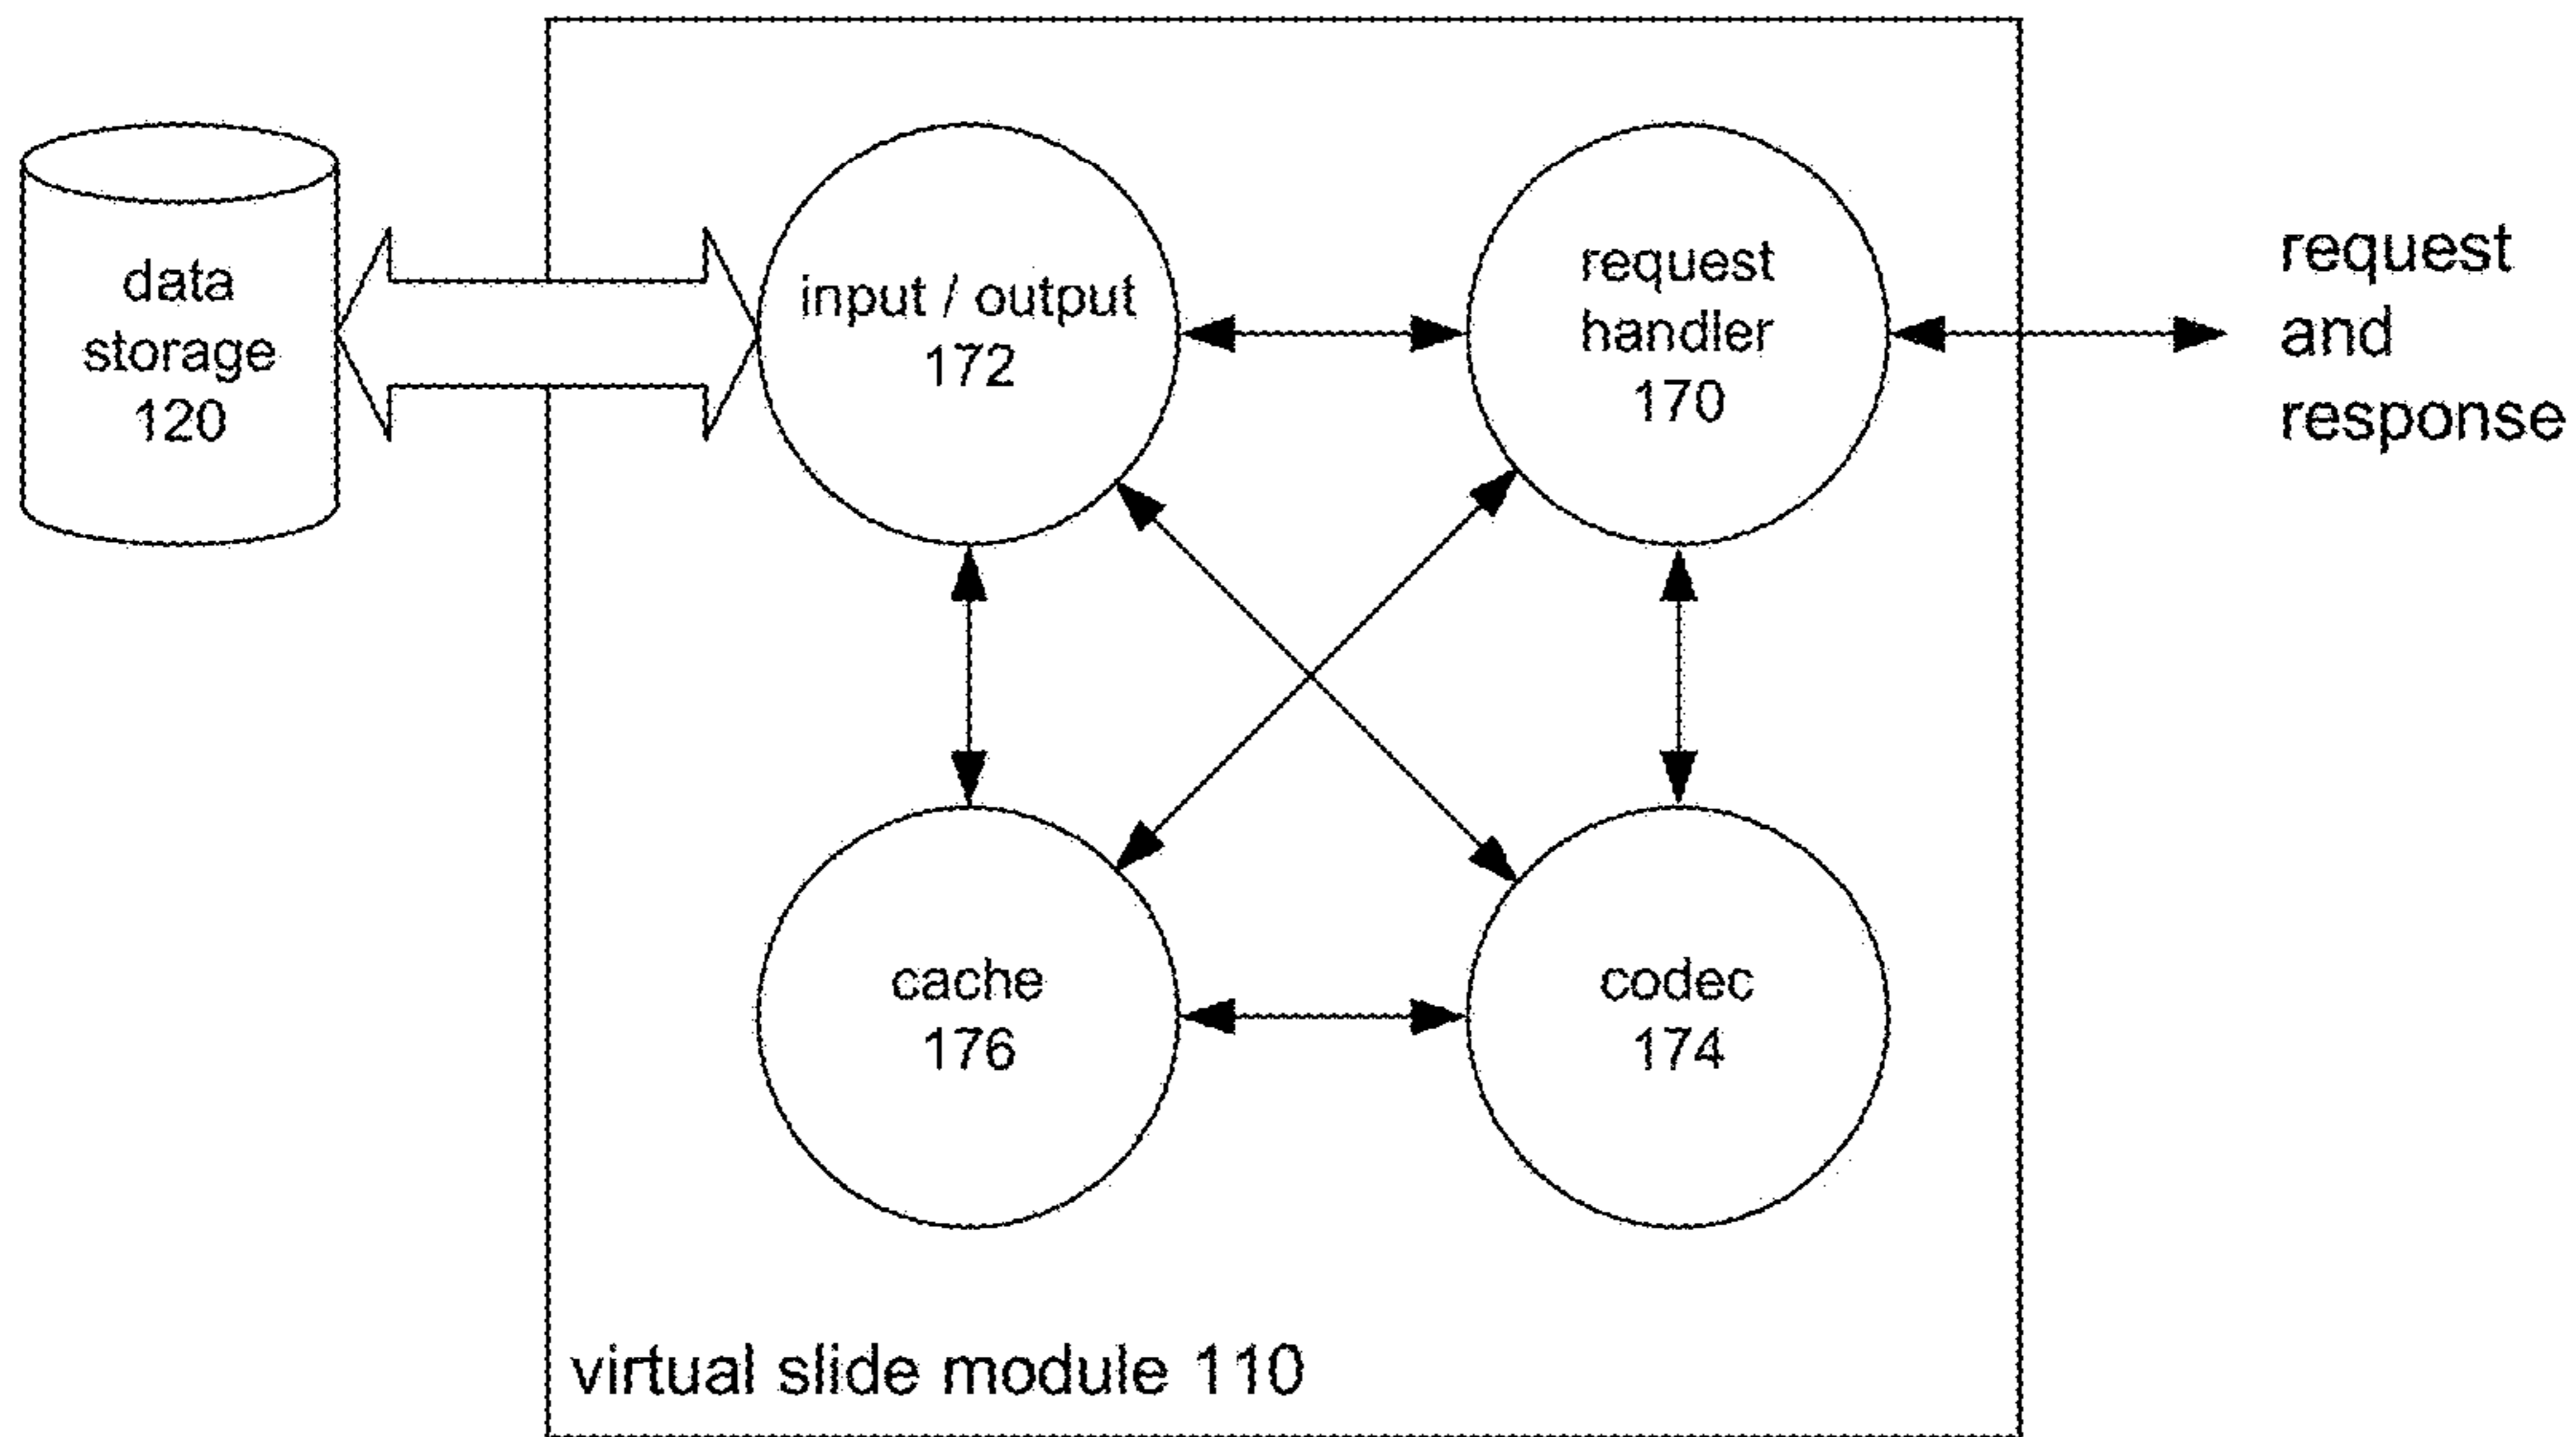 data
storage
120
input / output
172
request
handler
170
request
and
response
cache
176
codec
174
virtual slide module 110